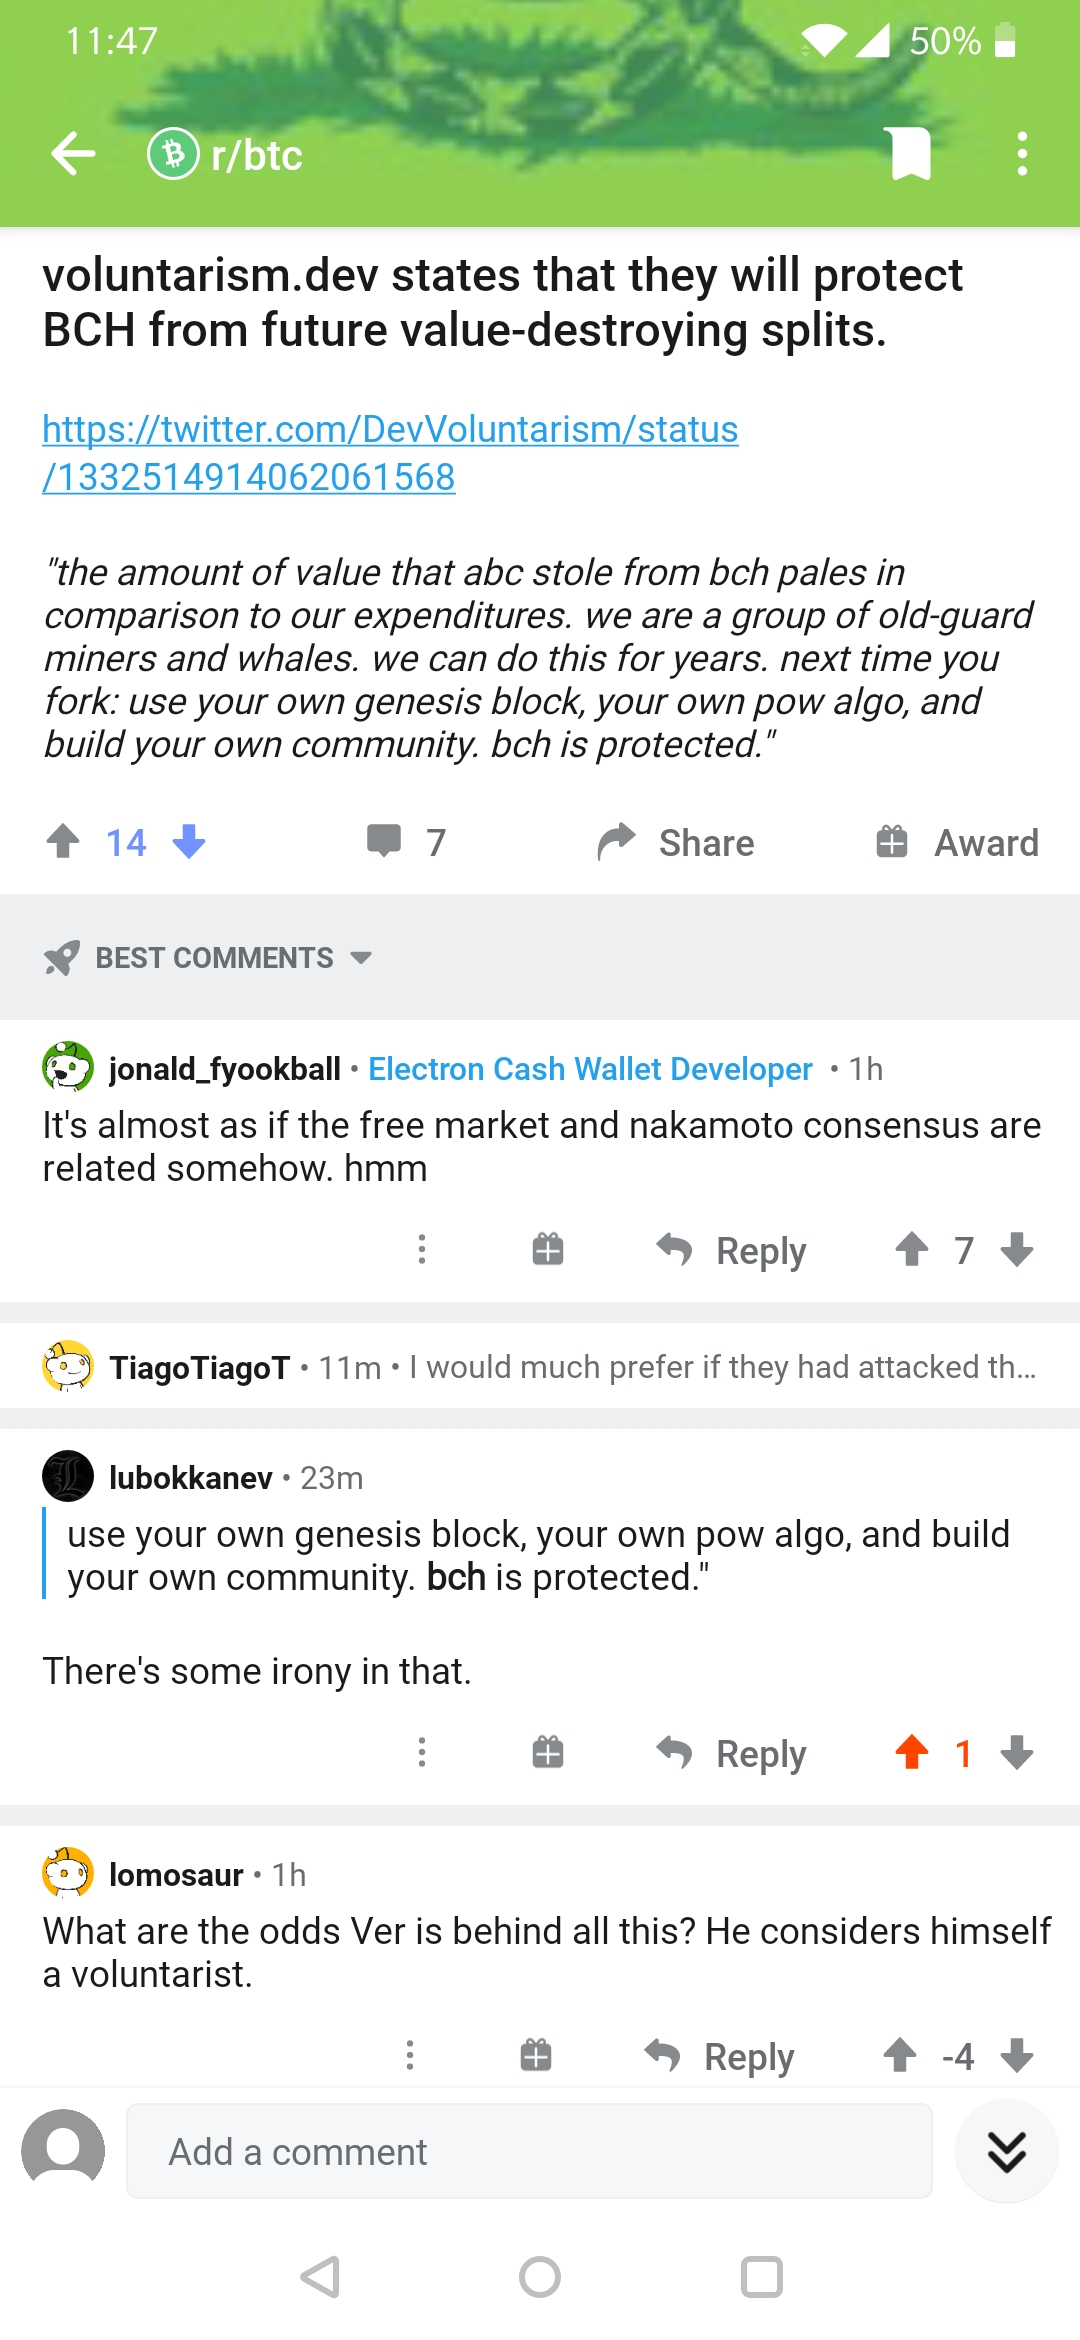 11:47
50%
r/btc
voluntarism.dev states that they will protect
BCH from future value-destroying splits.
https://twitter.com/DevVoluntarism/status
/1332514914062061568
"the amount of value that abc stole from bch pales in
comparison to our expenditures. we are a group of old-guard
miners and whales. we can do this for years. next time you
fork: use your own genesis block, your own pow algo, and
build your own community. bch is protected."
14 7 Share Award
BEST COMMENTS
jonald_fyookball • Electron Cash Wallet Developer • 1h
It's almost as if the free market and nakamoto consensus are
related somehow. hmm
Reply 7
TiagoTiagoT • 11m • I would much prefer if they had attacked th...
lubokkanev • 23m
use your own genesis block, your own pow algo, and build
your own community. bch is protected."
There's some irony in that.
Reply 1
lomosaur • 1h
What are the odds Ver is behind all this? He considers himself
a voluntarist.
Reply -4
Add a comment